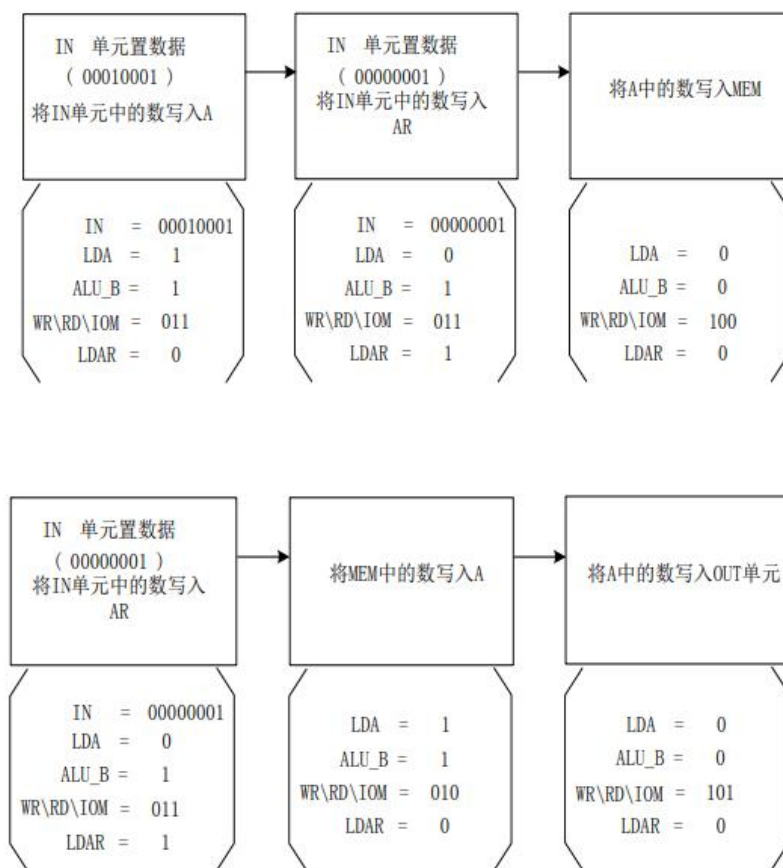 IN 单元置数据
( 00010001 )
将IN单元中的数写入A
IN 单元置数据
( 00000001 )
将IN单元中的数写入
AR
将A中的数写入MEM
IN = 00010001
LDA = 1
ALU_B = 1
WR\RD\IOM = 011
LDAR = 0
IN = 00000001
LDA = 0
ALU_B = 1
WR\RD\IOM = 011
LDAR = 1
LDA = 0
ALU_B = 0
WR\RD\IOM = 100
LDAR = 0
IN 单元置数据
( 00000001 )
将IN单元中的数写入
AR
将MEM中的数写入A
将A中的数写入OUT单元
IN = 00000001
LDA = 0
ALU_B = 1
WR\RD\IOM = 011
LDAR = 1
LDA = 1
ALU_B = 1
WR\RD\IOM = 010
LDAR = 0
LDA = 0
ALU_B = 0
WR\RD\IOM = 101
LDAR = 0